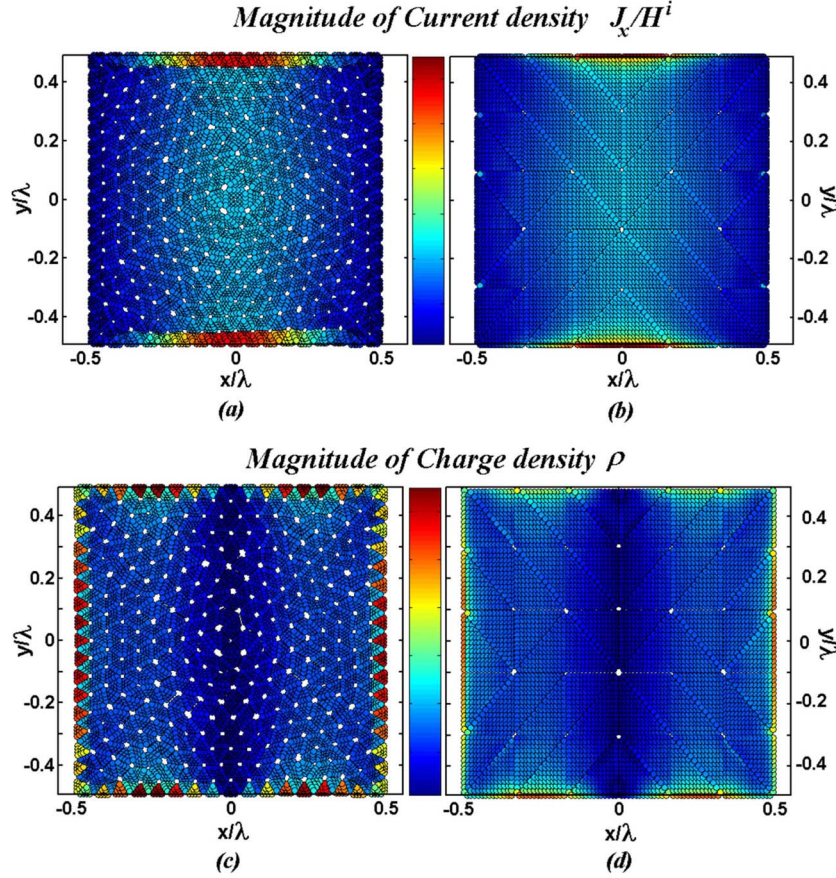 Magnitude of Current density J_x/H^i
0.4
0.2
0
-0.2
-0.4
y/λ
-0.5 0 0.5
x/λ
(a)
0.4
0.2
0
-0.2
-0.4
y/λ
-0.5 0 0.5
x/λ
(b)
Magnitude of Charge density ρ
0.4
0.2
0
-0.2
-0.4
y/λ
-0.5 0 0.5
x/λ
(c)
0.4
0.2
0
-0.2
-0.4
y/λ
-0.5 0 0.5
x/λ
(d)